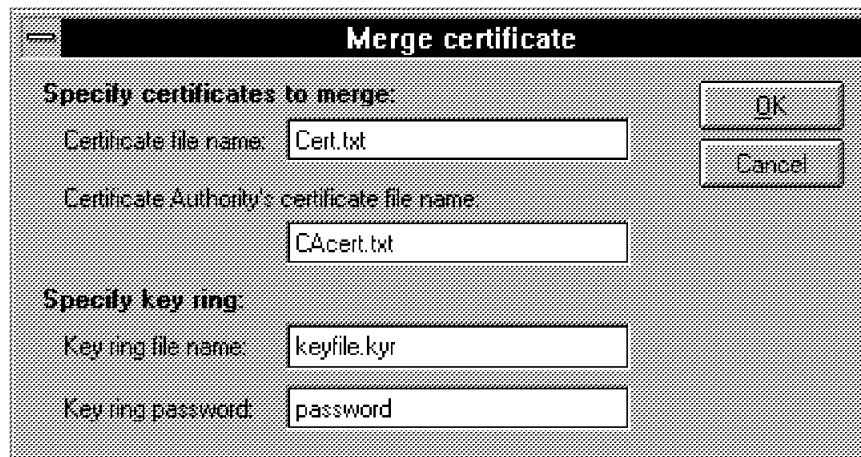 Merge certificate
Specify certificates to merge:
OK
Certificate file name: Cert.txt
Cancel
Certificate Authority's certificate file name:
CAcert.txt
Specify key ring:
Key ring file name: keyfile.kyr
Key ring password: password